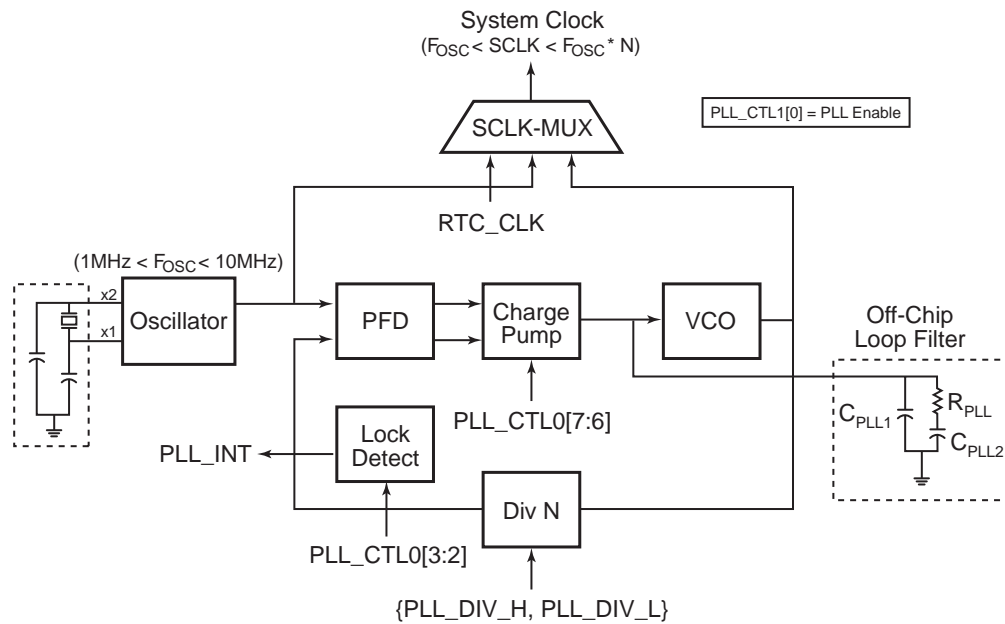 System Clock
(FOSC < SCLK < FOSC * N)
SCLK-MUX
PLL_CTL1[0] = PLL Enable
RTC_CLK
(1MHz < FOSC < 10MHz)
x2
x1
Oscillator
PFD
Charge
Pump
VCO
Off-Chip
Loop Filter
CPLL1
RPLL
CPLL2
PLL_CTL0[7:6]
PLL_INT
Lock
Detect
Div N
PLL_CTL0[3:2]
{PLL_DIV_H, PLL_DIV_L}